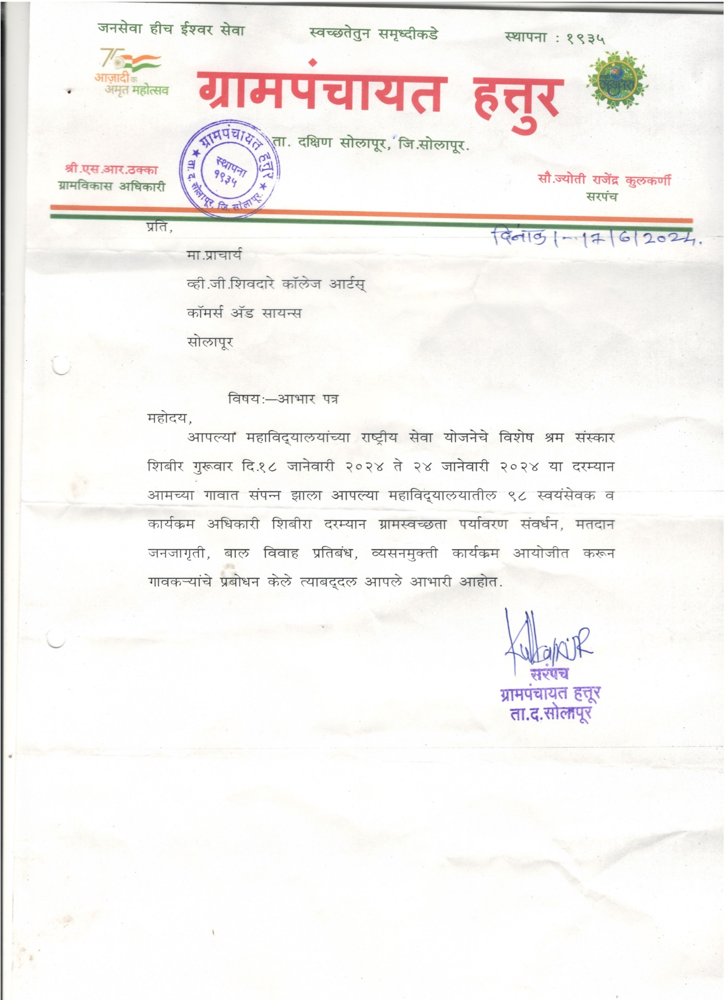 जनसेवा हीच ईश्वर सेवा स्वच्छतेतुन समृध्दीकडे स्थापना : १९३५
75
आज़ादी का
अमृत महोत्सव
ग्रामपंचायत हत्तुर
वसुंधरा
ता. दक्षिण सोलापूर, जि.सोलापूर.
ग्रामपंचायत हत्तुर
स्थापना
१९३५
★ ता.द. सोलापूर, जि. सोलापूर. ★
श्री.एस.आर.ठक्का
ग्रामविकास अधिकारी
सौ.ज्योती राजेंद्र कुलकर्णी
सरपंच
प्रति,
दिनांक/-17/6/2024.
मा.प्राचार्य
व्ही.जी.शिवदारे कॉलेज आर्टस्
कॉमर्स अॅड सायन्स
सोलापूर
विषयः—आभार पत्र
महोदय,
आपल्या महाविद्‌यालयांच्या राष्ट्रीय सेवा योजनेचे विशेष श्रम संस्कार
शिबीर गुरूवार दि.१८ जानेवारी २०२४ ते २४ जानेवारी २०२४ या दरम्यान
आमच्या गावात संपन्न झाला आपल्या महाविद्‌यालयातील ९८ स्वयंसेवक व
कार्यक्रम अधिकारी शिबीरा दरम्यान ग्रामस्वच्छता पर्यावरण संवर्धन, मतदान
जनजागृती, बाल विवाह प्रतिबंध, व्यसनमुक्ती कार्यक्रम आयोजीत करून
गावकऱ्यांचे प्रबोधन केले त्याबद्‌दल आपले आभारी आहोत.
सरंपच
ग्रामपंचायत हत्तूर
ता.द.सोलापूर